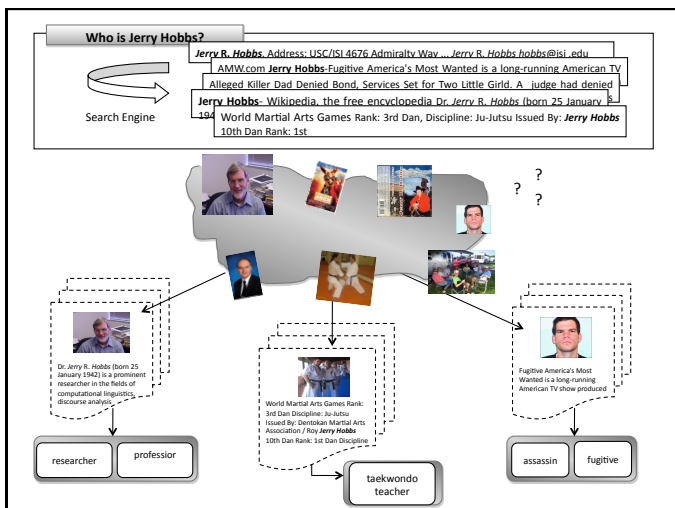 Who is Jerry Hobbs?
Jerry R. Hobbs. Address: USC/ISI 4676 Admiralty Way ... Jerry R. Hobbs hobbs@isi .edu
AMW.com Jerry Hobbs-Fugitive America's Most Wanted is a long-running American TV
Alleged Killer Dad Denied Bond, Services Set for Two Little Girl. A judge had denied
Jerry Hobbs- Wikipedia, the free encyclopedia Dr. Jerry R. Hobbs (born 25 January
194
World Martial Arts Games Rank: 3rd Dan, Discipline: Ju-Jutsu Issued By: Jerry Hobbs
10th Dan Rank: 1st
Search Engine
?
?
?
Dr. Jerry R. Hobbs (born 25
January 1942) is a prominent
researcher in the fields of
computational linguistics,
discourse analysis
World Martial Arts Games Rank:
3rd Dan Discipline: Ju-Jutsu
Issued By: Dentokan Martial Arts
Association / Roy Jerry Hobbs
10th Dan Rank: 1st Dan Discipline
Fugitive America's Most
Wanted is a long-running
American TV show produced
researcher
professior
taekwondo
teacher
assassin
fugitive